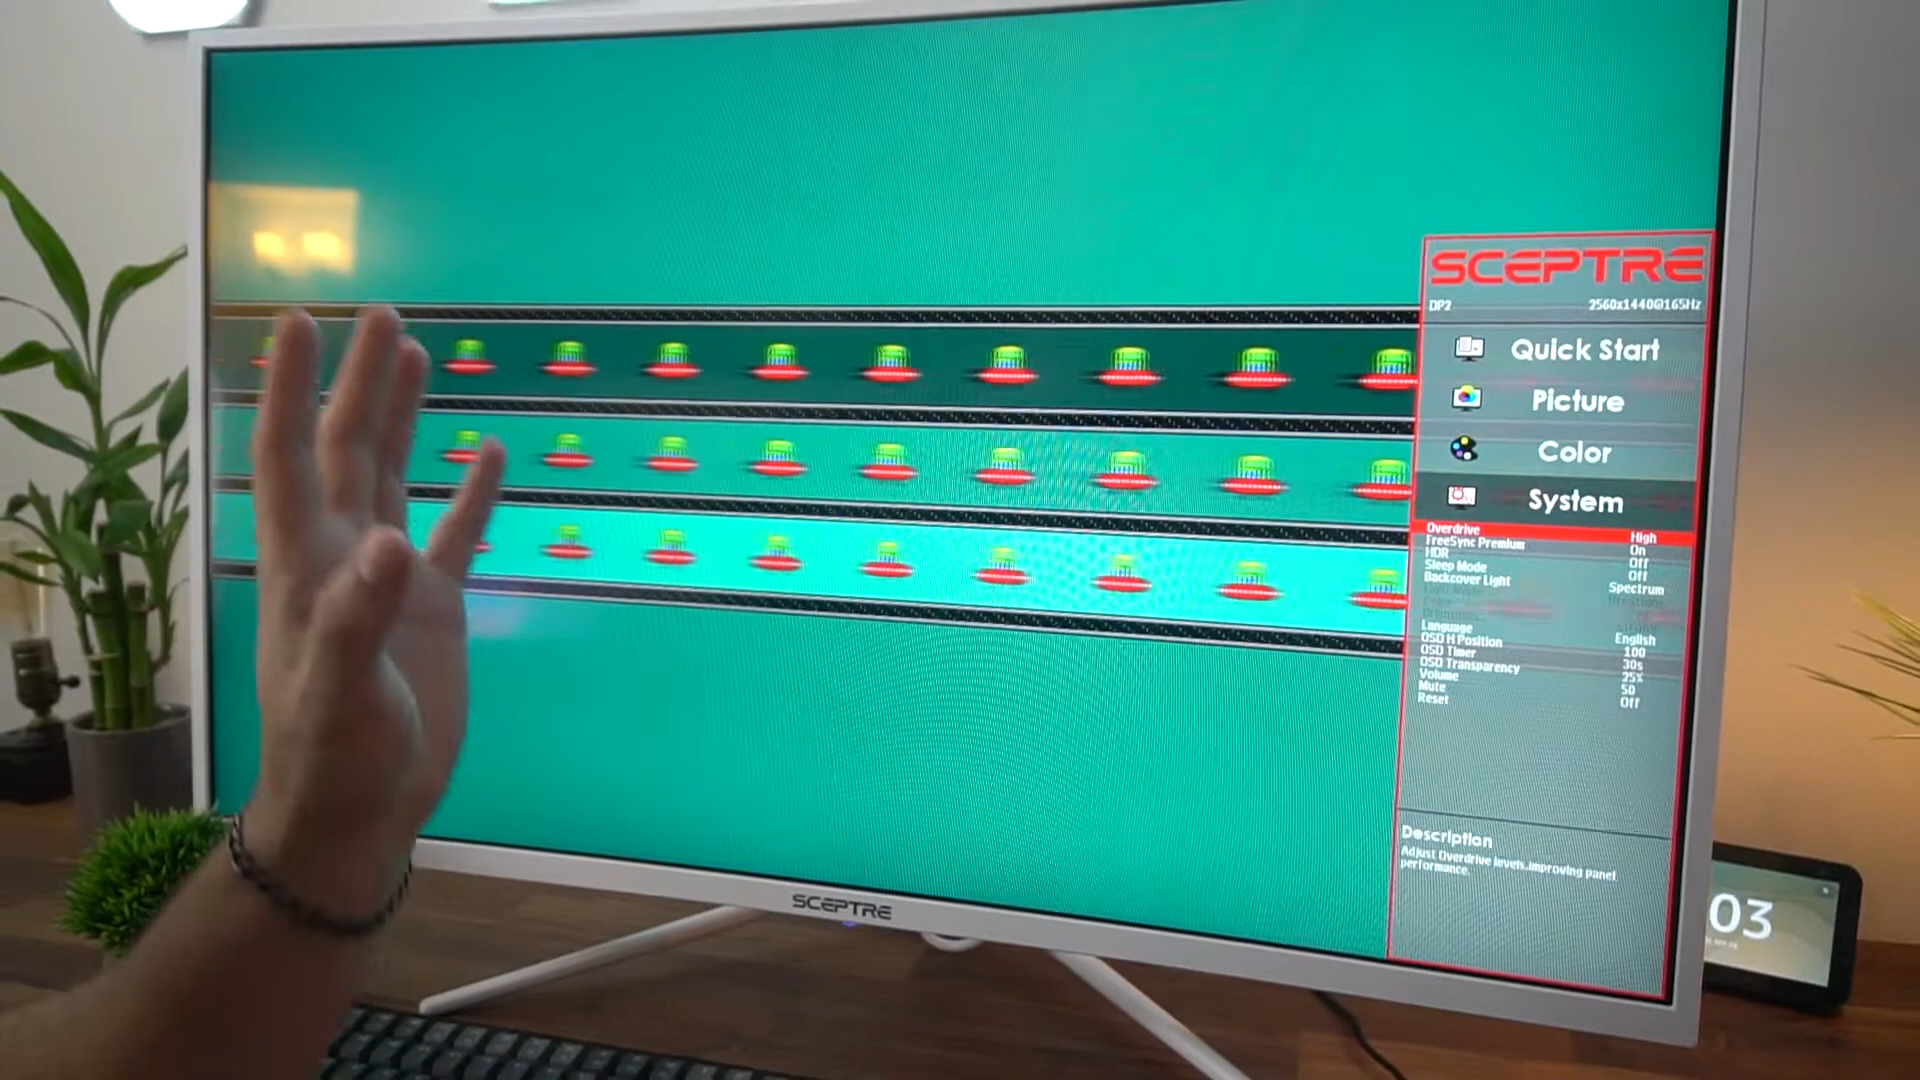 SCEPTRE
DP2 2560x1440@165Hz
Quick Start
Picture
Color
System
Overdrive High
FreeSync Premium On
HDR Off
Sleep Mode Off
Backcover Light Spectrum
Language English
OSD H Position 100
OSD Timer 30s
OSD Transparency 25%
Volume 50
Mute Off
Reset
Description
Adjust Overdrive levels,improving panel
performance.
SCEPTRE
03